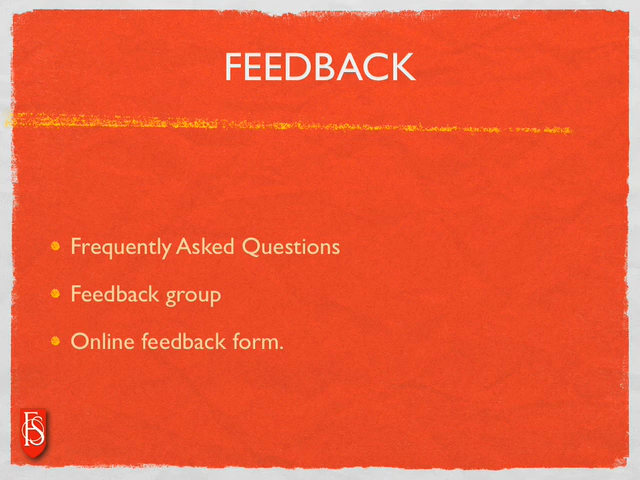 FEEDBACK
Frequently Asked Questions
Feedback group
Online feedback form.